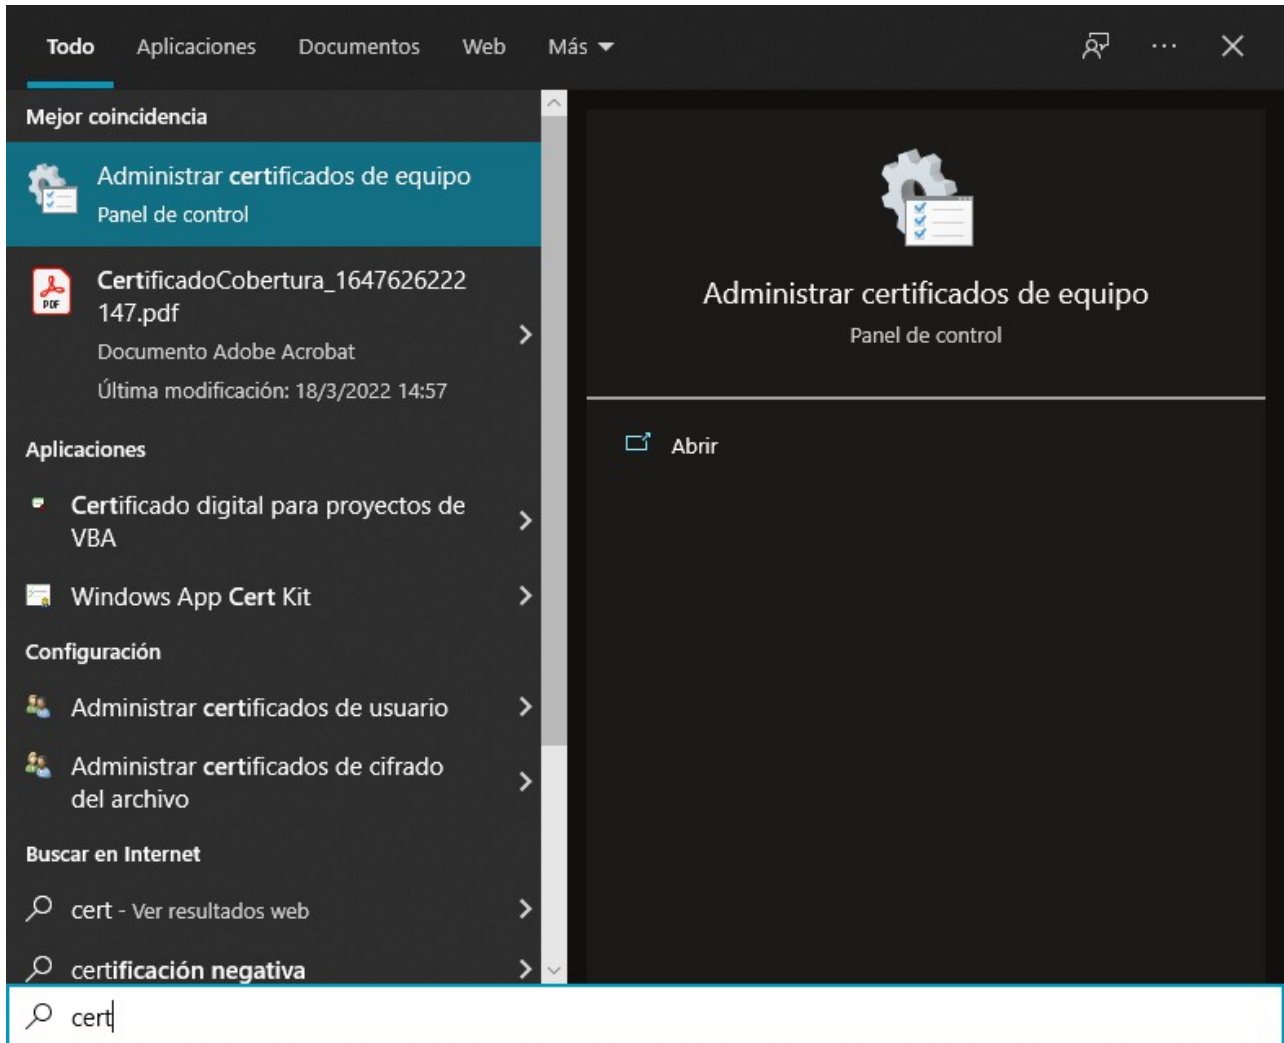 Todo Aplicaciones Documentos Web Más
Mejor coincidencia
Administrar certificados de equipo
Panel de control
CertificadoCobertura_1647626222
147.pdf
Documento Adobe Acrobat
Última modificación: 18/3/2022 14:57
Aplicaciones
Certificado digital para proyectos de
VBA
Windows App Cert Kit
Configuración
Administrar certificados de usuario
Administrar certificados de cifrado
del archivo
Buscar en Internet
cert - Ver resultados web
certificación negativa
cert
Administrar certificados de equipo
Panel de control
Abrir
PDF